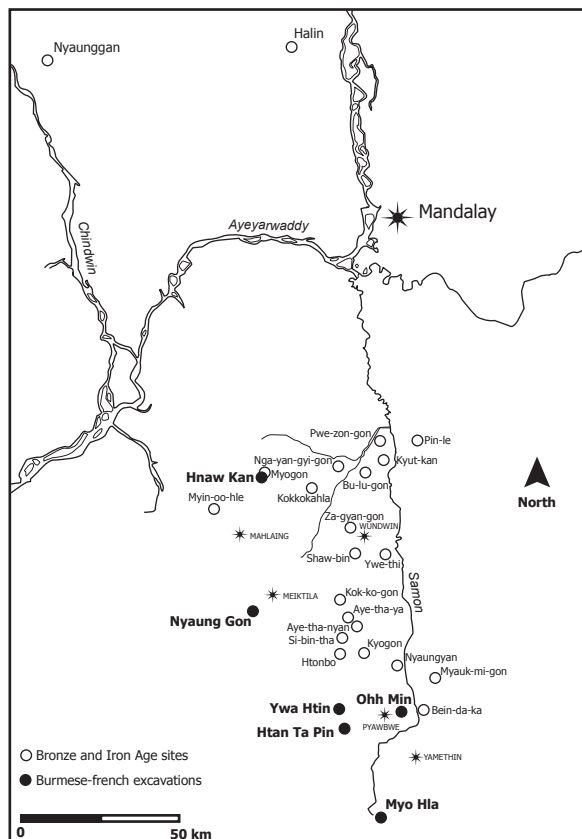 Nyaunggan
Halin
Chindwin
Ayeyarwaddy
Mandalay
Pwe-zon-gon
Pin-le
Nga-yan-gyi-gon
Kyut-kan
Hnaw Kan
Myogon
Bu-lu-gon
Kokkokahla
North
Myin-oo-hle
Za-gyan-gon
WUNDWIN
MAHLAING
Shaw-bin
Ywe-thi
Samon
MEIKTILA
Kok-ko-gon
Nyaung Gon
Aye-tha-ya
Aye-tha-nyan
Si-bin-tha
Kyogon
Htonbo
Nyaungyan
Myauk-mi-gon
Ywa Htin
Ohh Min
Bein-da-ka
PYAWBWE
Htan Ta Pin
YAMETHIN
Bronze and Iron Age sites
Burmese-french excavations
Myo Hla
0 50 km